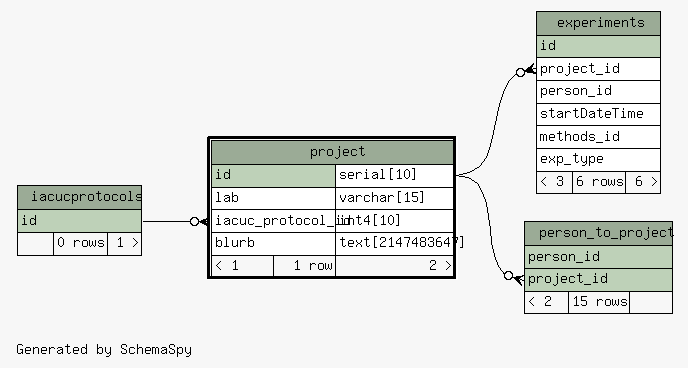 experiments
id
project_id
person_id
startDateTime
methods_id
exp_type
< 3 6 rows 6 >
project
id serial[10]
lab varchar[15]
iacuc_protocol_id int4[10]
blurb text[2147483647]
< 1 1 row 2 >
iacucprotocols
id
0 rows 1 >
person_to_project
person_id
project_id
< 2 15 rows
Generated by SchemaSpy